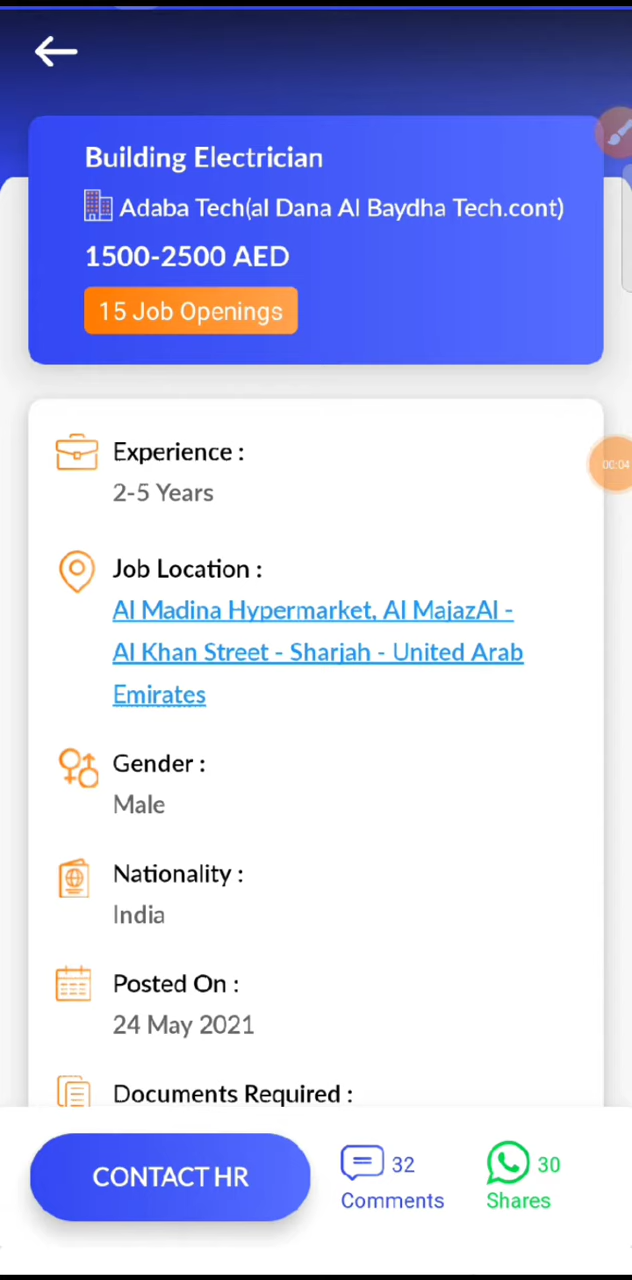 Building Electrician
Adaba Tech(al Dana Al Baydha Tech.cont)
1500-2500 AED
15 Job Openings
Experience :
2-5 Years
00:04
Job Location :
Al Madina Hypermarket, Al MajazAl -
Al Khan Street - Sharjah - United Arab
Emirates
Gender :
Male
Nationality :
India
Posted On :
24 May 2021
Documents Required :
CONTACT HR
32
Comments
30
Shares